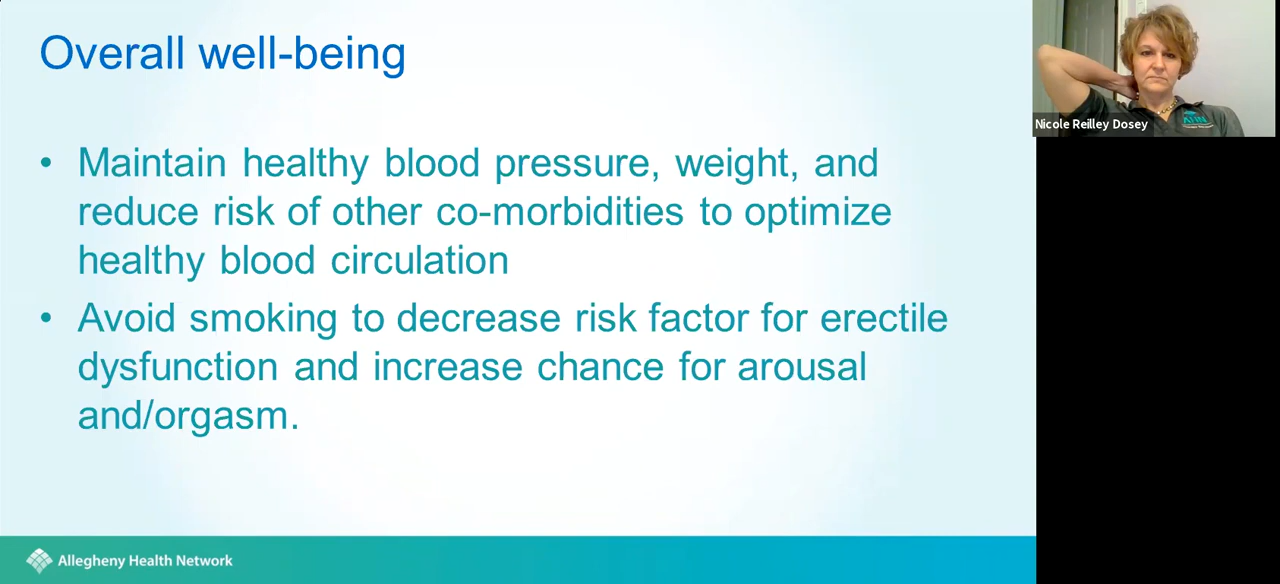 Overall well-being
• Maintain healthy blood pressure, weight, and
reduce risk of other co-morbidities to optimize
healthy blood circulation
• Avoid smoking to decrease risk factor for erectile
dysfunction and increase chance for arousal
and/orgasm.
Allegheny Health Network
Nicole Reilley Dosey
AHN